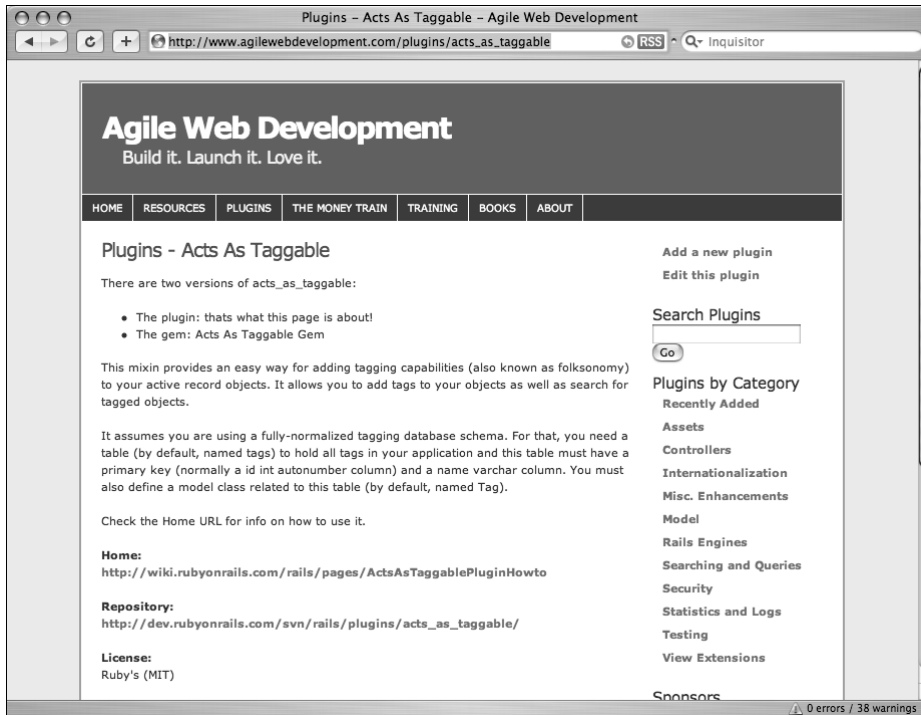 Plugins – Acts As Taggable – Agile Web Development
http://www.agilewebdevelopment.com/plugins/acts_as_taggable
RSS
Inquisitor
Agile Web Development
Build it. Launch it. Love it.
HOME
RESOURCES
PLUGINS
THE MONEY TRAIN
TRAINING
BOOKS
ABOUT
Plugins - Acts As Taggable
There are two versions of acts_as_taggable:
• The plugin: thats what this page is about!
• The gem: Acts As Taggable Gem
This mixin provides an easy way for adding tagging capabilities (also known as folksonomy)
to your active record objects. It allows you to add tags to your objects as well as search for
tagged objects.
It assumes you are using a fully-normalized tagging database schema. For that, you need a
table (by default, named tags) to hold all tags in your application and this table must have a
primary key (normally a id int autonumber column) and a name varchar column. You must
also define a model class related to this table (by default, named Tag).
Check the Home URL for info on how to use it.
Home:
http://wiki.rubyonrails.com/rails/pages/ActsAsTaggablePluginHowto
Repository:
http://dev.rubyonrails.com/svn/rails/plugins/acts_as_taggable/
License:
Ruby's (MIT)
Add a new plugin
Edit this plugin
Search Plugins
Go
Plugins by Category
Recently Added
Assets
Controllers
Internationalization
Misc. Enhancements
Model
Rails Engines
Searching and Queries
Security
Statistics and Logs
Testing
View Extensions
Sponsors
0 errors / 38 warnings